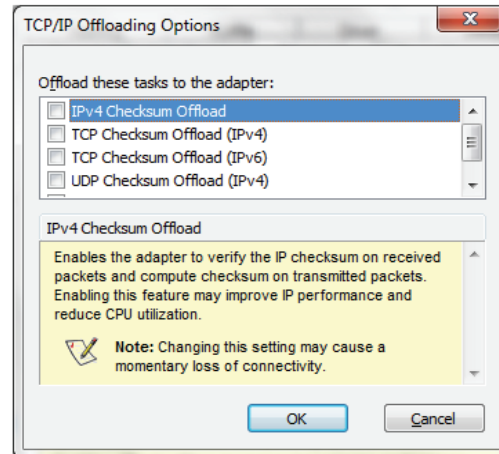 TCP/IP Offloading Options
Offload these tasks to the adapter:
IPv4 Checksum Offload
TCP Checksum Offload (IPv4)
TCP Checksum Offload (IPv6)
UDP Checksum Offload (IPv4)
IPv4 Checksum Offload
Enables the adapter to verify the IP checksum on received
packets and compute checksum on transmitted packets.
Enabling this feature may improve IP performance and
reduce CPU utilization.
Note: Changing this setting may cause a
momentary loss of connectivity.
OK
Cancel